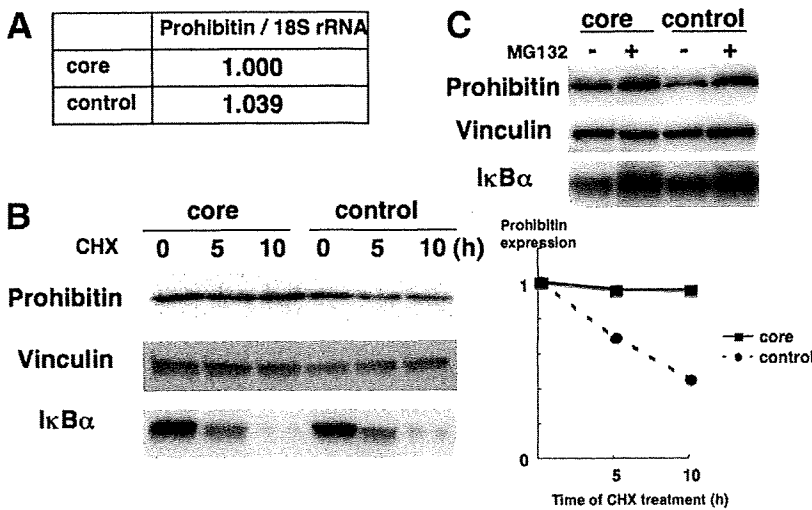 A
Prohibitin / 18S rRNA
core 1.000
control 1.039
B
core control
CHX 0 5 10 0 5 10 (h)
Prohibitin
Vinculin
IκBα
C
core control
MG132 - + - +
Prohibitin
Vinculin
IκBα
Prohibitin
expression
1
0
5 10
Time of CHX treatment (h)
core
control